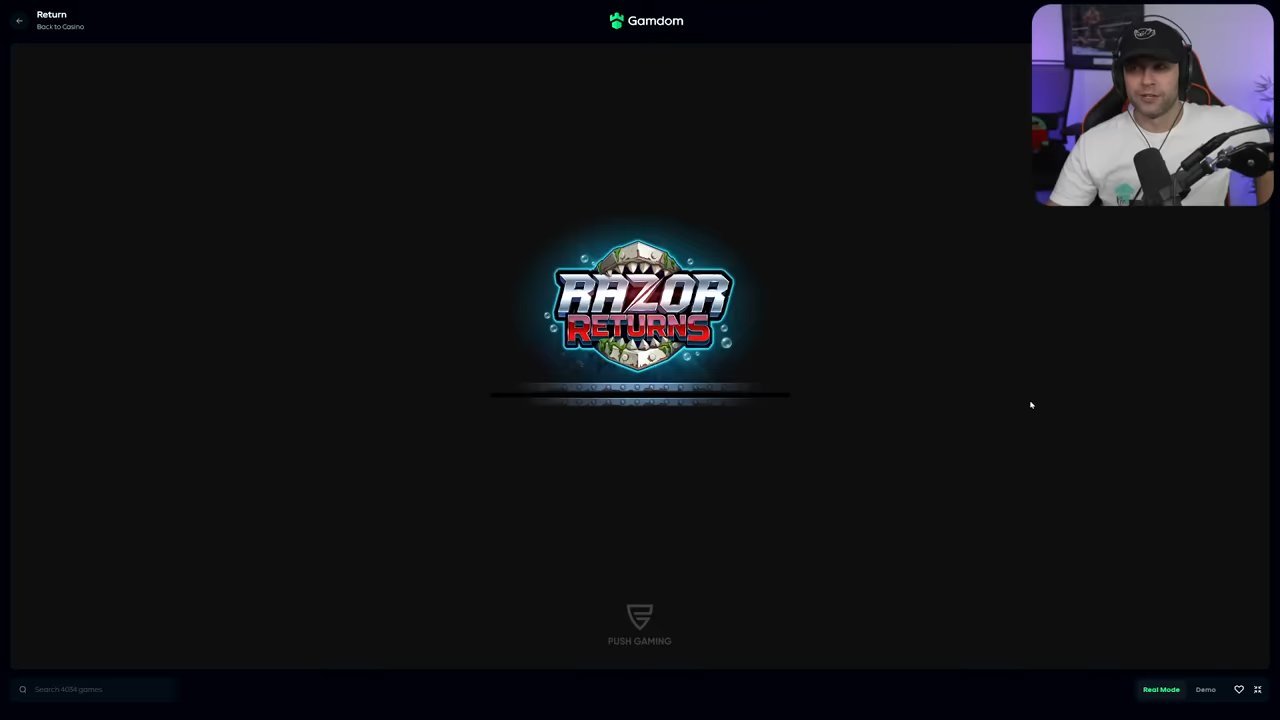 Return
Back to Casino
Gamdom
RAZOR
RETURNS
PUSH GAMING
Search 4034 games
Real Mode
Demo